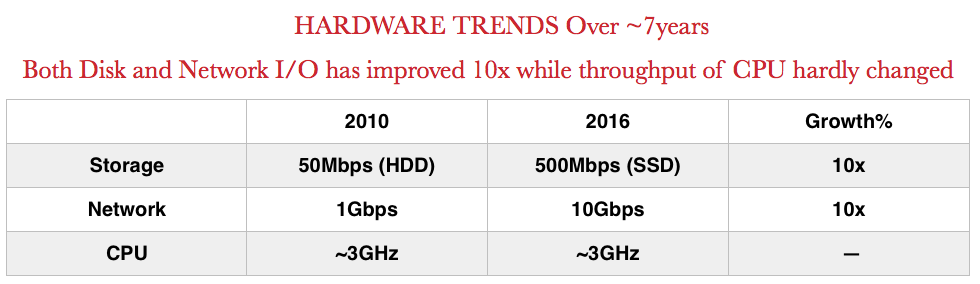 HARDWARE TRENDS Over ~7years
Both Disk and Network I/O has improved 10x while throughput of CPU hardly changed
2010 2016 Growth%
Storage 50Mbps (HDD) 500Mbps (SSD) 10x
Network 1Gbps 10Gbps 10x
CPU ~3GHz ~3GHz —